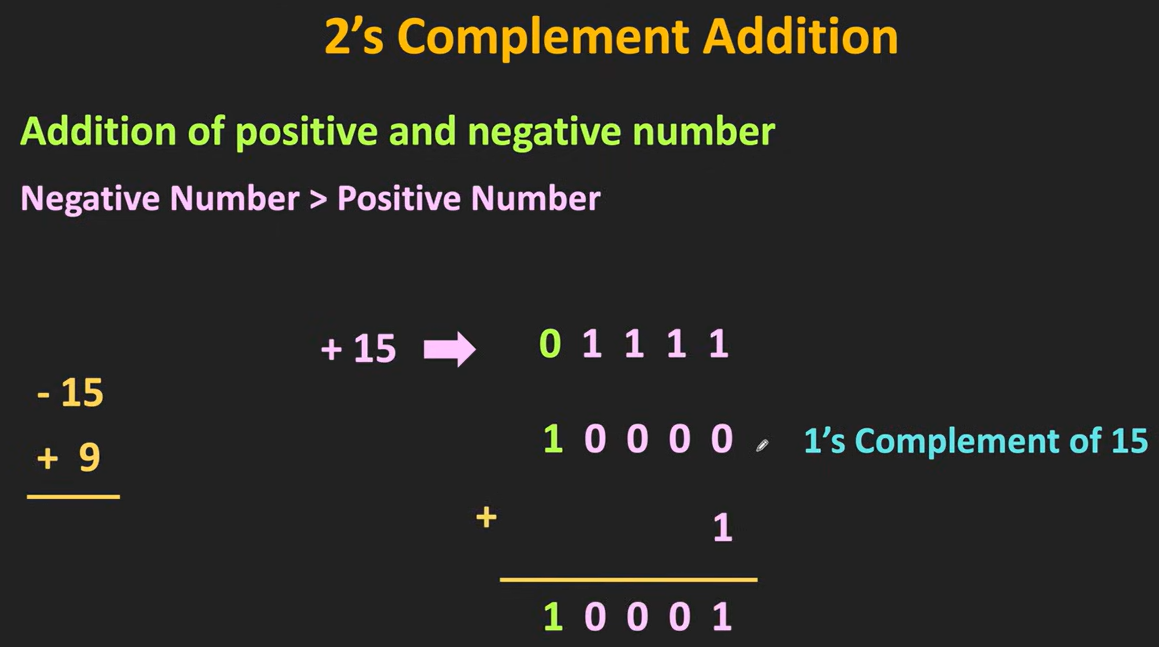 2's Complement Addition
Addition of positive and negative number
Negative Number > Positive Number
- 15
+ 9
+ 15 0 1 1 1 1
1 0 0 0 0 1's Complement of 15
+ 1
1 0 0 0 1